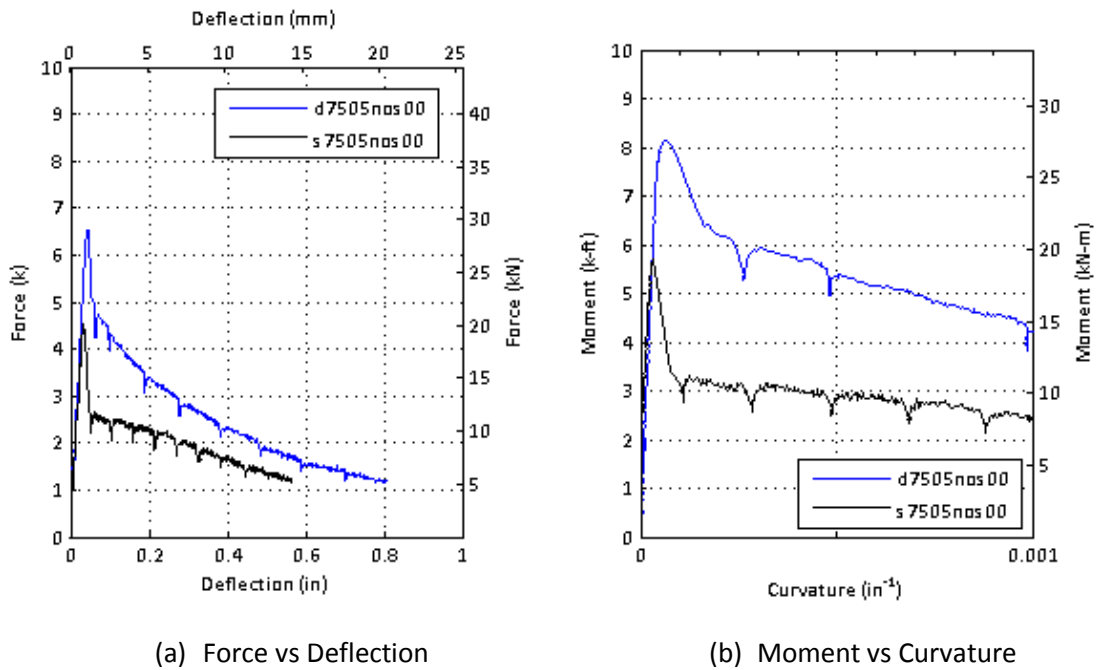 Deflection (mm)
0 5 10 15 20 25
10
9
8
7
6
5
4
3
2
1
0
Force (k)
d7505nos00
s7505nos00
40
35
30
25
20
15
10
5
Force (kN)
0 0.2 0.4 0.6 0.8 1
Deflection (in)
(a) Force vs Deflection
10
9
8
7
6
5
4
3
2
1
0
Moment (k-ft)
30
25
20
15
10
5
Moment (kN-m)
d7505nos00
s7505nos00
0 0.001
Curvature (in⁻¹)
(b) Moment vs Curvature